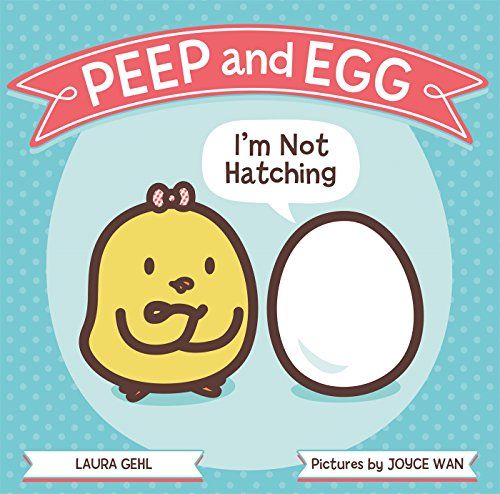 PEEP and EGG
I'm Not
Hatching
LAURA GEHL
Pictures by JOYCE WAN